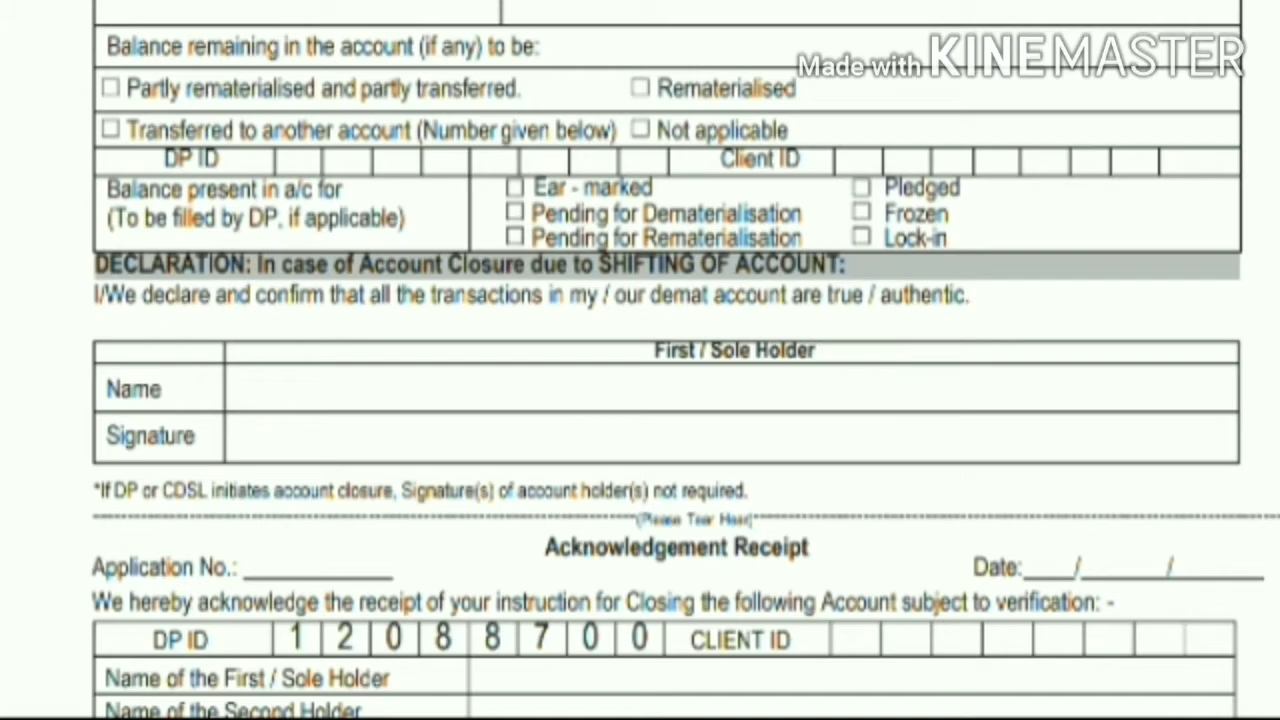 Balance remaining in the account (if any) to be:
Made with KINEMASTER
☐ Partly rematerialised and partly transferred. ☐ Rematerialised
☐ Transferred to another account (Number given below) ☐ Not applicable
DP ID Client ID
Balance present in a/c for
(To be filled by DP, if applicable)
☐ Ear - marked ☐ Pledged
☐ Pending for Dematerialisation ☐ Frozen
☐ Pending for Rematerialisation ☐ Lock-in
DECLARATION: In case of Account Closure due to SHIFTING OF ACCOUNT:
I/We declare and confirm that all the transactions in my / our demat account are true / authentic.
First / Sole Holder
Name
Signature
*If DP or CDSL initiates account closure, Signature(s) of account holder(s) not required.
(Please Tear Here)
Acknowledgement Receipt
Application No.: __________ Date:____/______/______
We hereby acknowledge the receipt of your instruction for Closing the following Account subject to verification: -
DP ID 1 2 0 8 8 7 0 0 CLIENT ID
Name of the First / Sole Holder
Name of the Second Holder